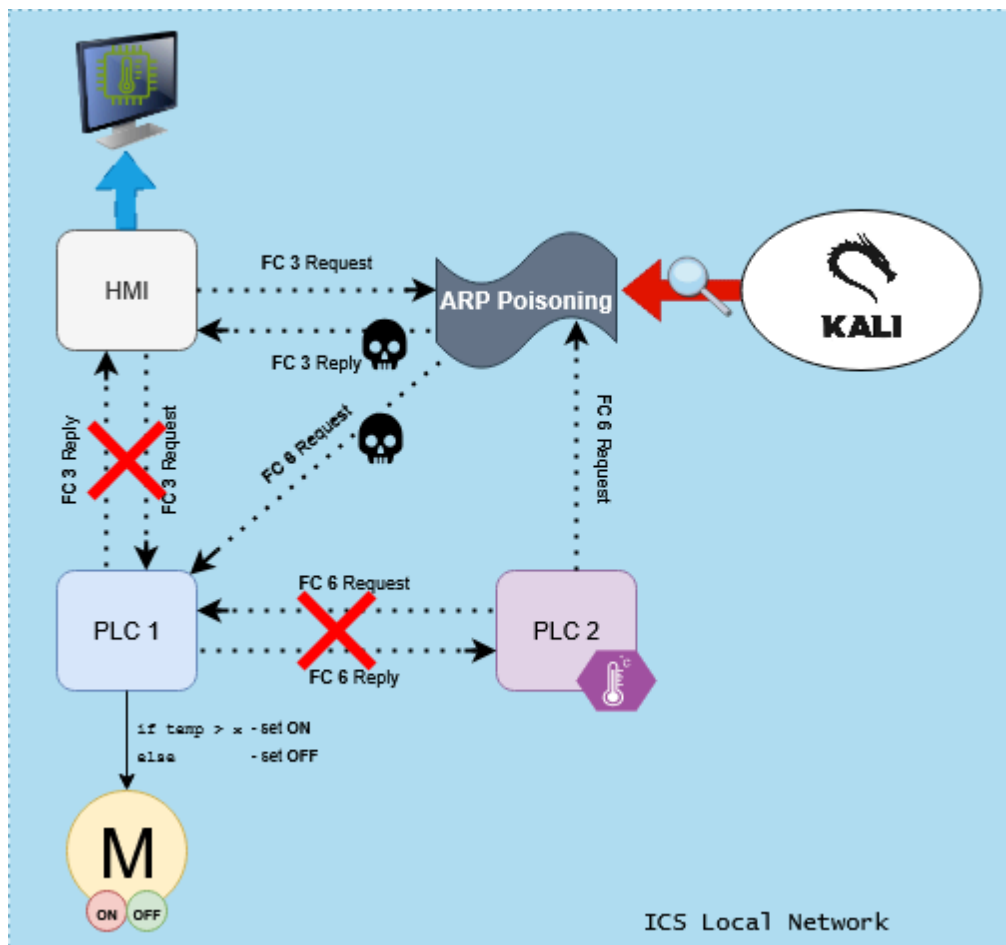 HMI
FC 3 Request
ARP Poisoning
KALI
FC 3 Reply
FC 6 Request
FC 3 Reply
FC 3 Request
FC 6 Request
PLC 1
FC 6 Request
PLC 2
°C
FC 6 Reply
if temp > x - set ON
else - set OFF
M
ON OFF
ICS Local Network